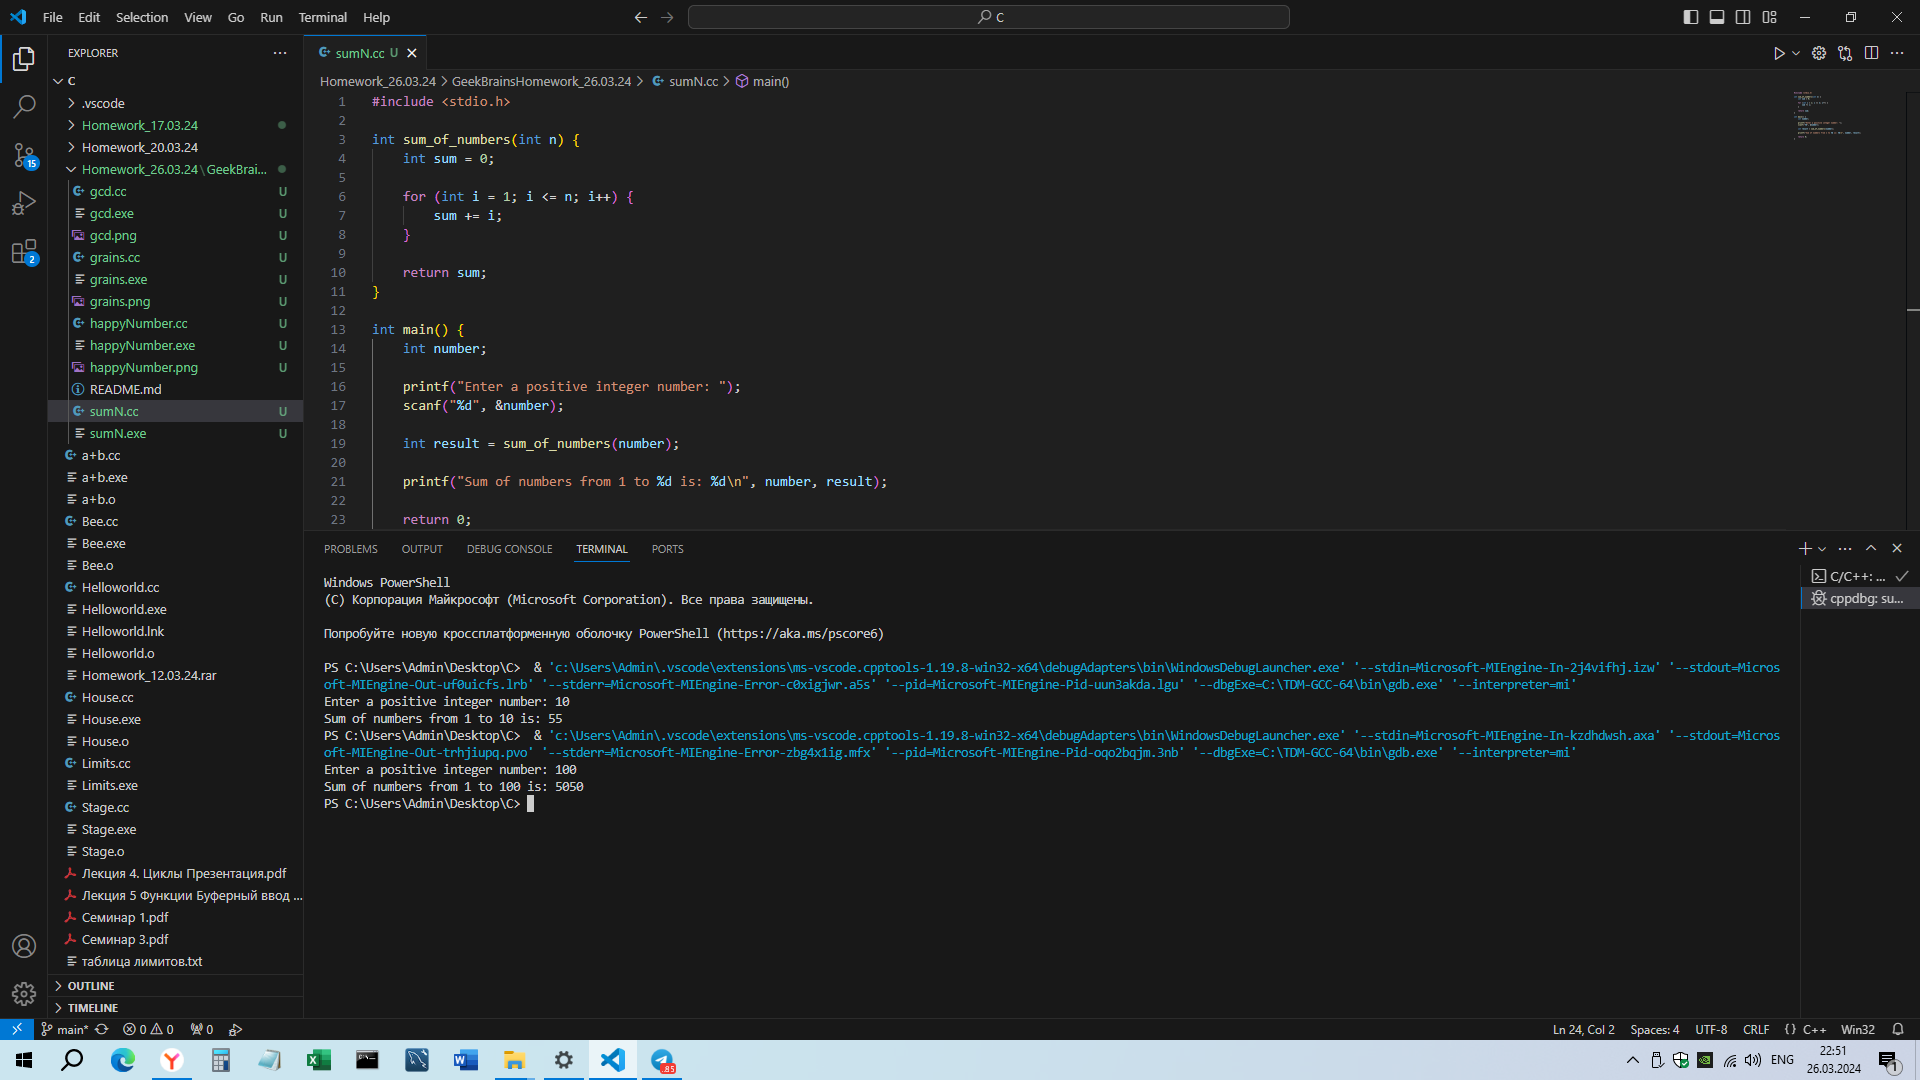 File Edit Selection View Go Run Terminal Help
C
EXPLORER
C
.vscode
Homework_17.03.24
Homework_20.03.24
Homework_26.03.24\GeekBrai...
gcd.cc U
gcd.exe U
gcd.png U
grains.cc U
grains.exe U
grains.png U
happyNumber.cc U
happyNumber.exe U
happyNumber.png U
README.md
sumN.cc U
sumN.exe U
a+b.cc
a+b.exe
a+b.o
Bee.cc
Bee.exe
Bee.o
Helloworld.cc
Helloworld.exe
Helloworld.lnk
Helloworld.o
Homework_12.03.24.rar
House.cc
House.exe
House.o
Limits.cc
Limits.exe
Stage.cc
Stage.exe
Stage.o
Лекция 4. Циклы Презентация.pdf
Лекция 5 Функции Буферный ввод ...
Семинар 1.pdf
Семинар 3.pdf
таблица лимитов.txt
OUTLINE
TIMELINE
15
2
sumN.cc U
Homework_26.03.24 > GeekBrainsHomework_26.03.24 > sumN.cc > main()
1 #include <stdio.h>
2
3 int sum_of_numbers(int n) {
4 int sum = 0;
5
6 for (int i = 1; i <= n; i++) {
7 sum += i;
8 }
9
10 return sum;
11 }
12
13 int main() {
14 int number;
15
16 printf("Enter a positive integer number: ");
17 scanf("%d", &number);
18
19 int result = sum_of_numbers(number);
20
21 printf("Sum of numbers from 1 to %d is: %d\n", number, result);
22
23 return 0;
PROBLEMS OUTPUT DEBUG CONSOLE TERMINAL PORTS
Windows PowerShell
(C) Корпорация Майкрософт (Microsoft Corporation). Все права защищены.
Попробуйте новую кроссплатформенную оболочку PowerShell (https://aka.ms/pscore6)
PS C:\Users\Admin\Desktop\C> & 'c:\Users\Admin\.vscode\extensions\ms-vscode.cpptools-1.19.8-win32-x64\debugAdapters\bin\WindowsDebugLauncher.exe' '--stdin=Microsoft-MIEngine-In-2j4vifhj.izw' '--stdout=Micros
oft-MIEngine-Out-uf0uicfs.lrb' '--stderr=Microsoft-MIEngine-Error-c0xigjwr.a5s' '--pid=Microsoft-MIEngine-Pid-uun3akda.lgu' '--dbgExe=C:\TDM-GCC-64\bin\gdb.exe' '--interpreter=mi'
Enter a positive integer number: 10
Sum of numbers from 1 to 10 is: 55
PS C:\Users\Admin\Desktop\C> & 'c:\Users\Admin\.vscode\extensions\ms-vscode.cpptools-1.19.8-win32-x64\debugAdapters\bin\WindowsDebugLauncher.exe' '--stdin=Microsoft-MIEngine-In-kzdhdwsh.axa' '--stdout=Micros
oft-MIEngine-Out-trhjiupq.pvo' '--stderr=Microsoft-MIEngine-Error-zbg4x1ig.mfx' '--pid=Microsoft-MIEngine-Pid-oqo2bqjm.3nb' '--dbgExe=C:\TDM-GCC-64\bin\gdb.exe' '--interpreter=mi'
Enter a positive integer number: 100
Sum of numbers from 1 to 100 is: 5050
PS C:\Users\Admin\Desktop\C>
C/C++: ...
cppdbg: su...
main* 0 0 0
Ln 24, Col 2 Spaces: 4 UTF-8 CRLF {} C++ Win32
ENG
22:51
26.03.2024
85
1